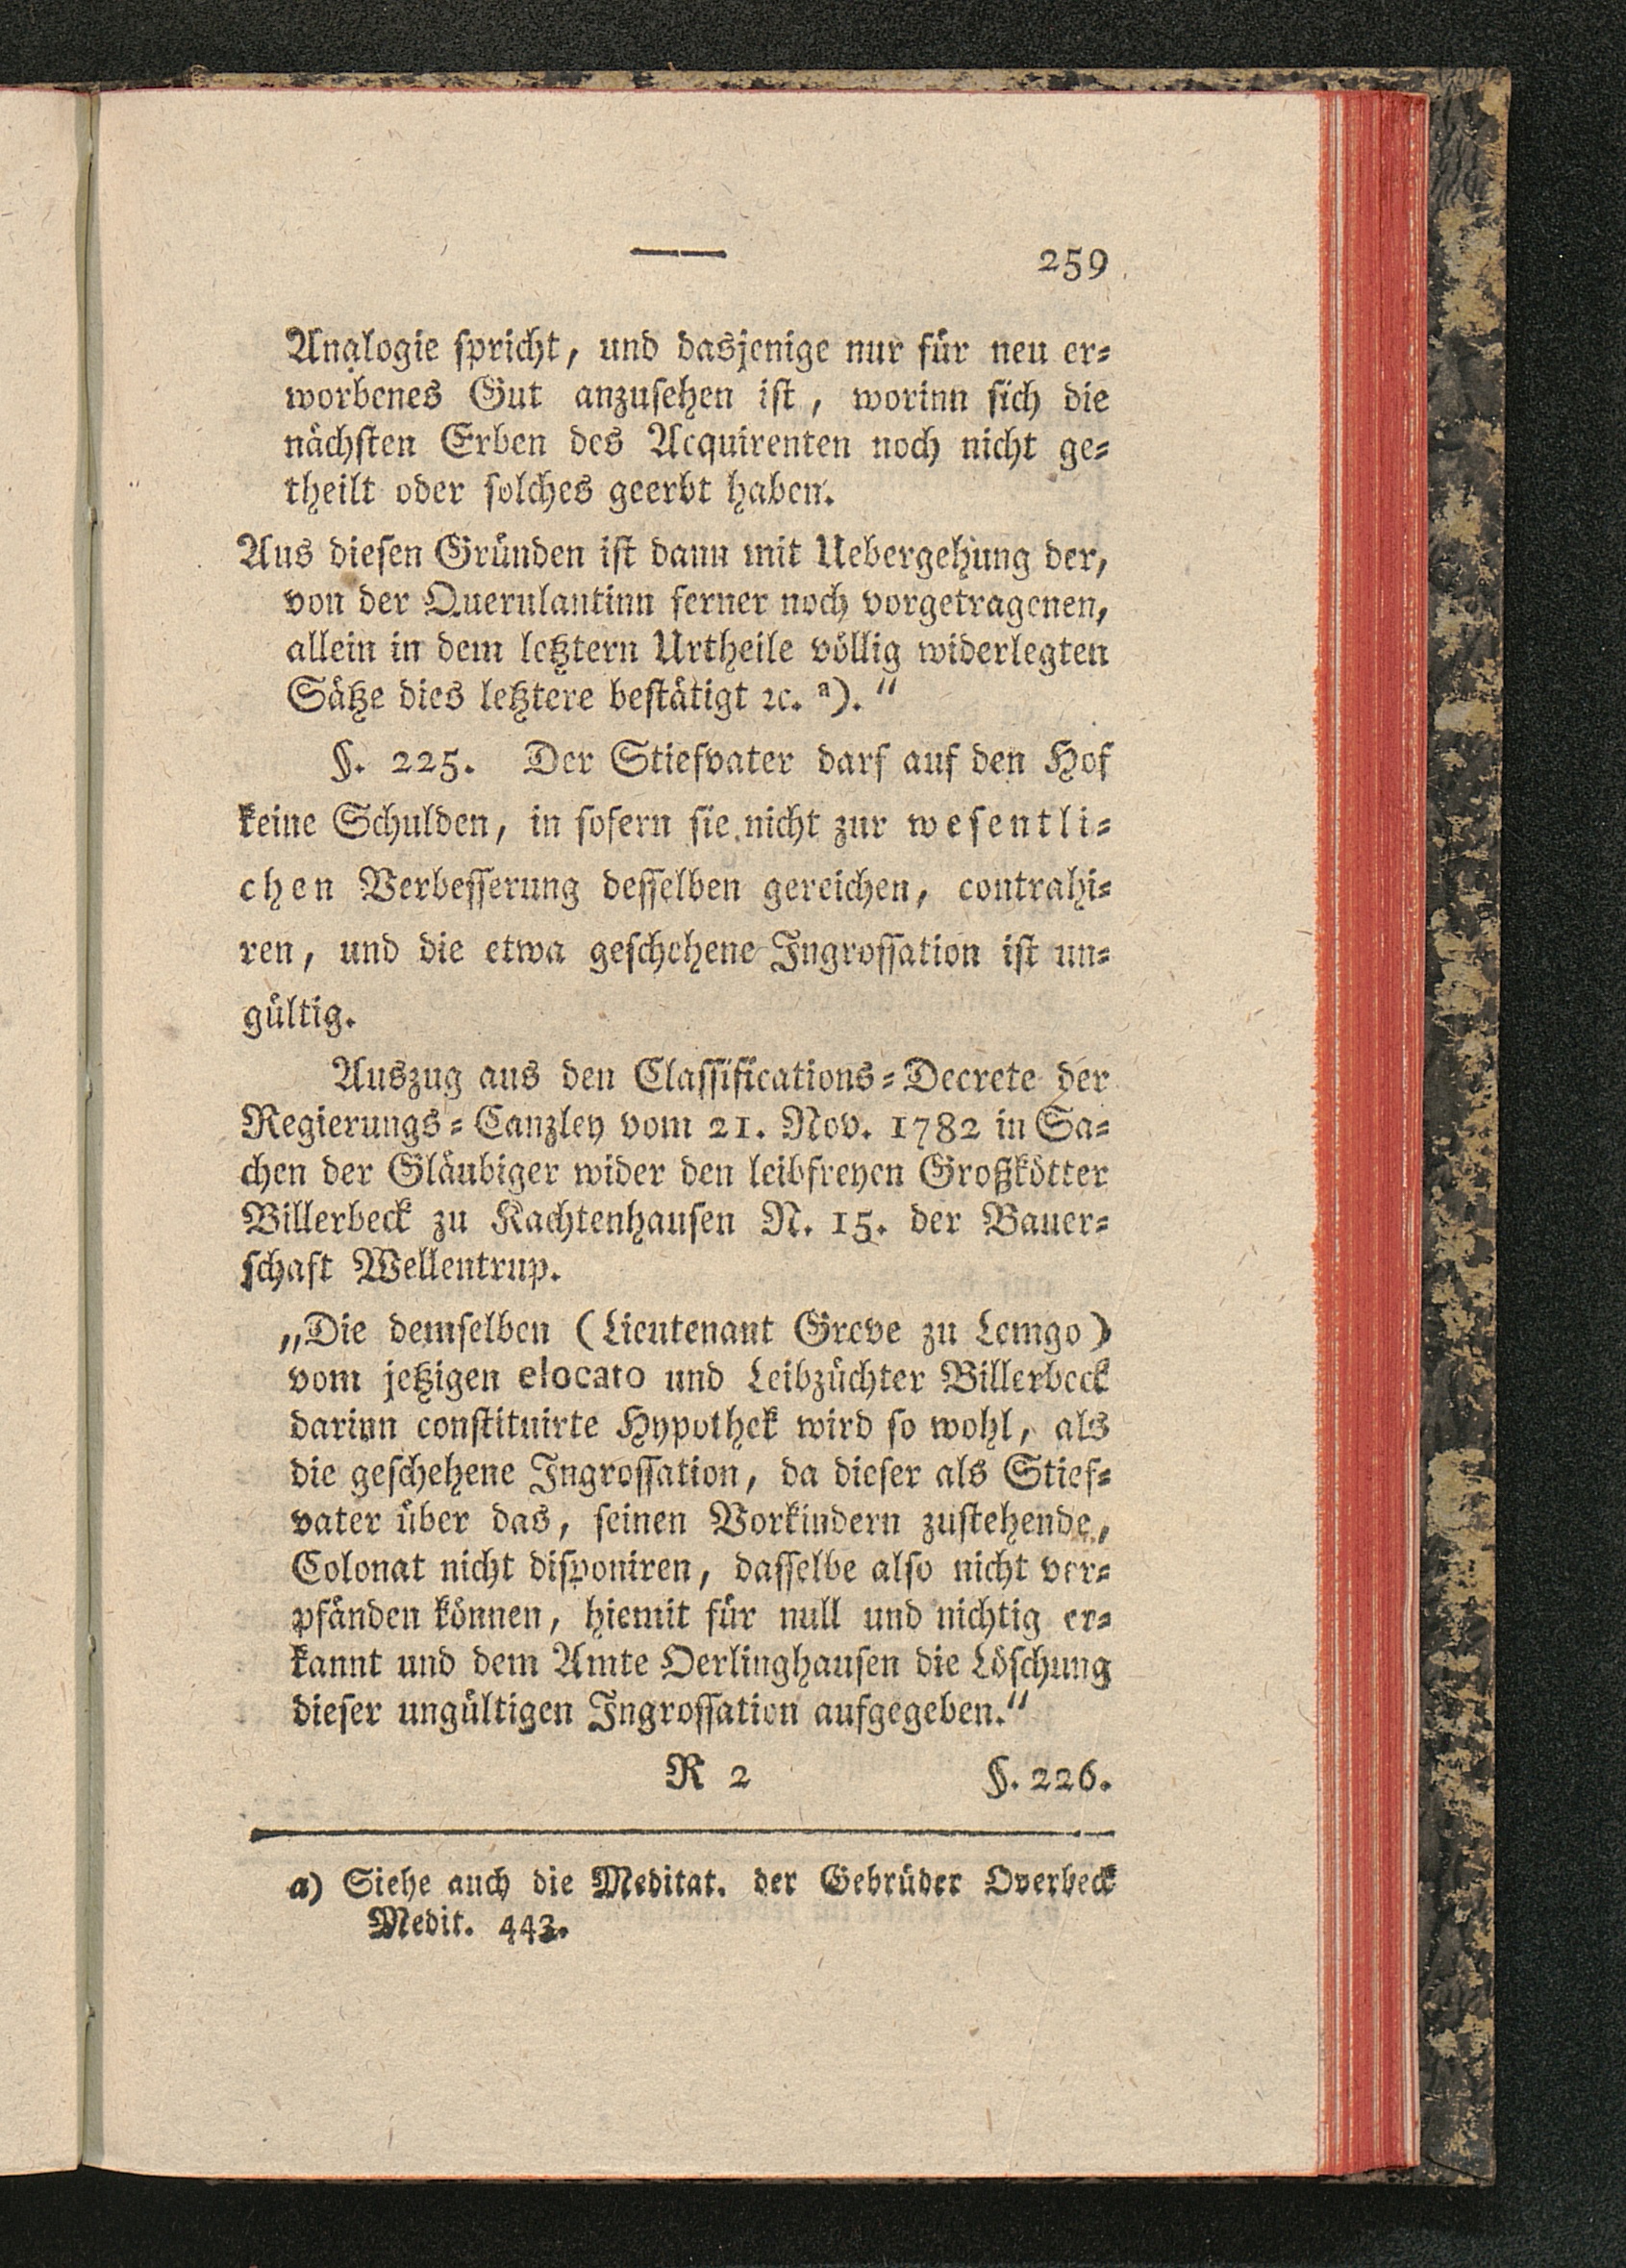 259
Analogie spricht, und dasjenige nur für neu er-
worbenes Gut anzusehen ist, worinn sich die
nächsten Erben des Acquirenten noch nicht ge-
theilt oder solches geerbt haben.
Aus diesen Gründen ist dann mit Uebergehung der,
von der Querulantinn ferner noch vorgetragenen,
allein in dem letztern Urtheile völlig widerlegten
Sätze dies letztere bestätigt ꝛc. a).“
§. 225. Der Stiefvater darf auf den Hof
keine Schulden, in sofern sie nicht zur wesentli-
chen Verbesserung desselben gereichen, contrahi-
ren, und die etwa geschehene Ingrossation ist un-
gültig.
Auszug aus den Classifications-Decrete der
Regierungs-Canzley vom 21. Nov. 1782 in Sa-
chen der Gläubiger wider den leibfreyen Großkötter
Billerbeck zu Kachtenhausen N. 15. der Bauer-
schaft Wellentrup.
„Die demselben (Lieutenant Greve zu Lemgo)
vom jetzigen elocato und Leibzüchter Billerbeck
darinn constituirte Hypothek wird so wohl, als
die geschehene Ingrossation, da dieser als Stief-
vater über das, seinen Vorkindern zustehende,
Colonat nicht disponiren, dasselbe also nicht ver-
pfänden können, hiemit für null und nichtig er-
kannt und dem Amte Oerlinghausen die Löschung
dieser ungültigen Ingrossation aufgegeben.“
R 2 §. 226.
a) Siehe auch die Meditat. der Gebrüder Overbeck
Medit. 443.